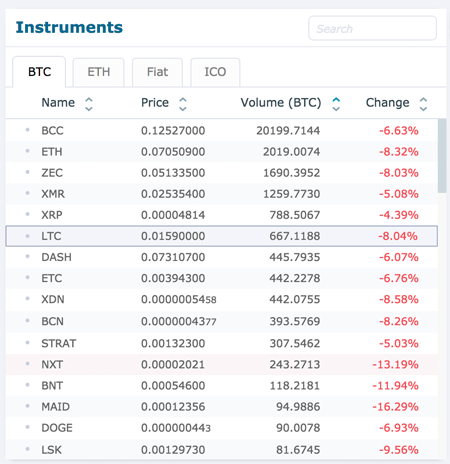 Instruments
Search
BTC ETH Fiat ICO
Name Price Volume (BTC) Change
BCC 0.12527000 20199.7144 -6.63%
ETH 0.07050900 2019.0074 -8.32%
ZEC 0.05133500 1690.3952 -8.03%
XMR 0.02535400 1259.7730 -5.08%
XRP 0.00004814 788.5067 -4.39%
LTC 0.01590000 667.1188 -8.04%
DASH 0.07310700 445.7935 -6.07%
ETC 0.00394300 442.2278 -6.76%
XDN 0.0000005458 442.0755 -8.58%
BCN 0.0000004377 393.5769 -8.26%
STRAT 0.00132300 307.5462 -5.03%
NXT 0.00002021 243.2713 -13.19%
BNT 0.00054600 118.2181 -11.94%
MAID 0.00012356 94.9886 -16.29%
DOGE 0.000000443 90.0078 -6.93%
LSK 0.00129730 81.6745 -9.56%